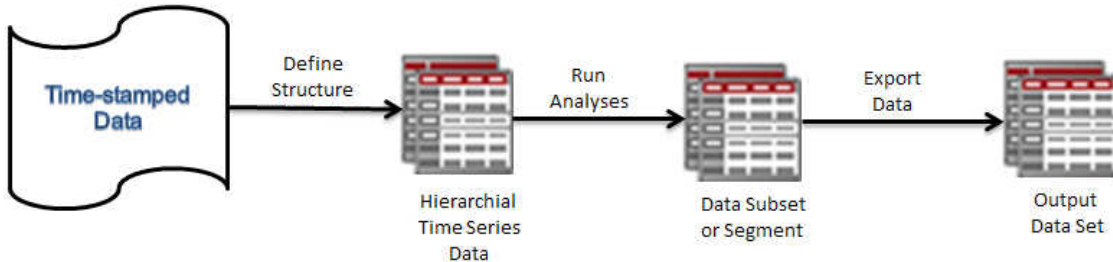 Time-stamped
Data
Define
Structure
Hierarchial
Time Series
Data
Run
Analyses
Data Subset
or Segment
Export
Data
Output
Data Set